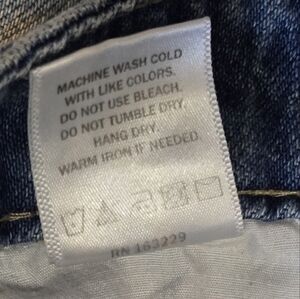 MACHINE WASH COLD
WITH LIKE COLORS.
DO NOT USE BLEACH.
DO NOT TUMBLE DRY.
HANG DRY.
WARM IRON IF NEEDED.
RN 163229